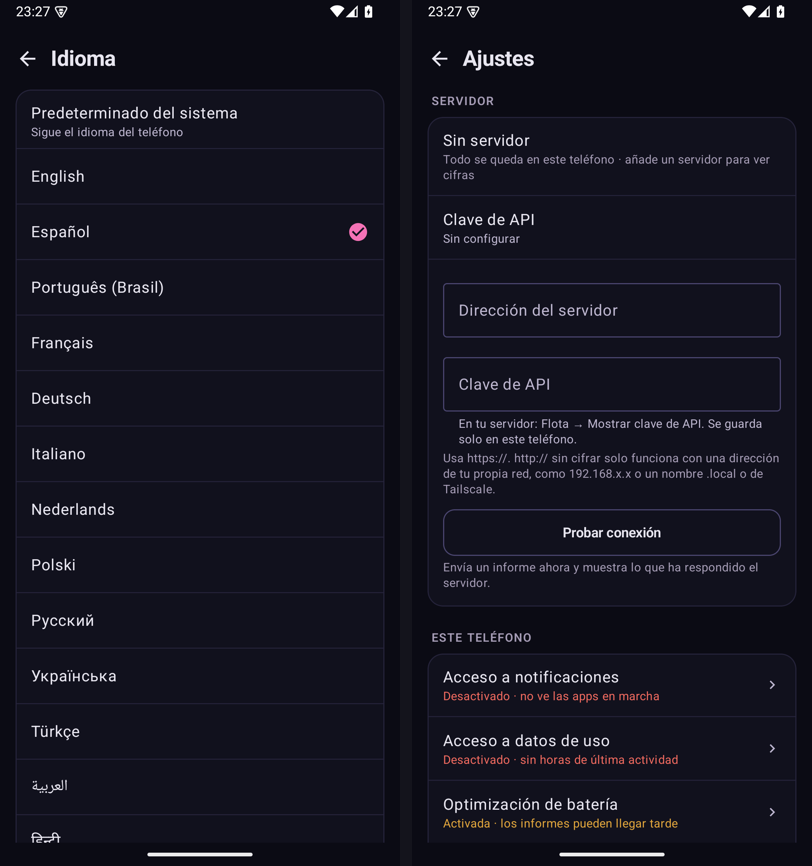 23:27
Idioma
Predeterminado del sistema
Sigue el idioma del teléfono
English
Español
Português (Brasil)
Français
Deutsch
Italiano
Nederlands
Polski
Русский
Українська
Türkçe
العربية
हिन्दी
23:27
Ajustes
SERVIDOR
Sin servidor
Todo se queda en este teléfono · añade un servidor para ver
cifras
Clave de API
Sin configurar
Dirección del servidor
Clave de API
En tu servidor: Flota → Mostrar clave de API. Se guarda
solo en este teléfono.
Usa https://. http:// sin cifrar solo funciona con una dirección
de tu propia red, como 192.168.x.x o un nombre .local o de
Tailscale.
Probar conexión
Envía un informe ahora y muestra lo que ha respondido el
servidor.
ESTE TELÉFONO
Acceso a notificaciones
Desactivado · no ve las apps en marcha
Acceso a datos de uso
Desactivado · sin horas de última actividad
Optimización de batería
Activada · los informes pueden llegar tarde